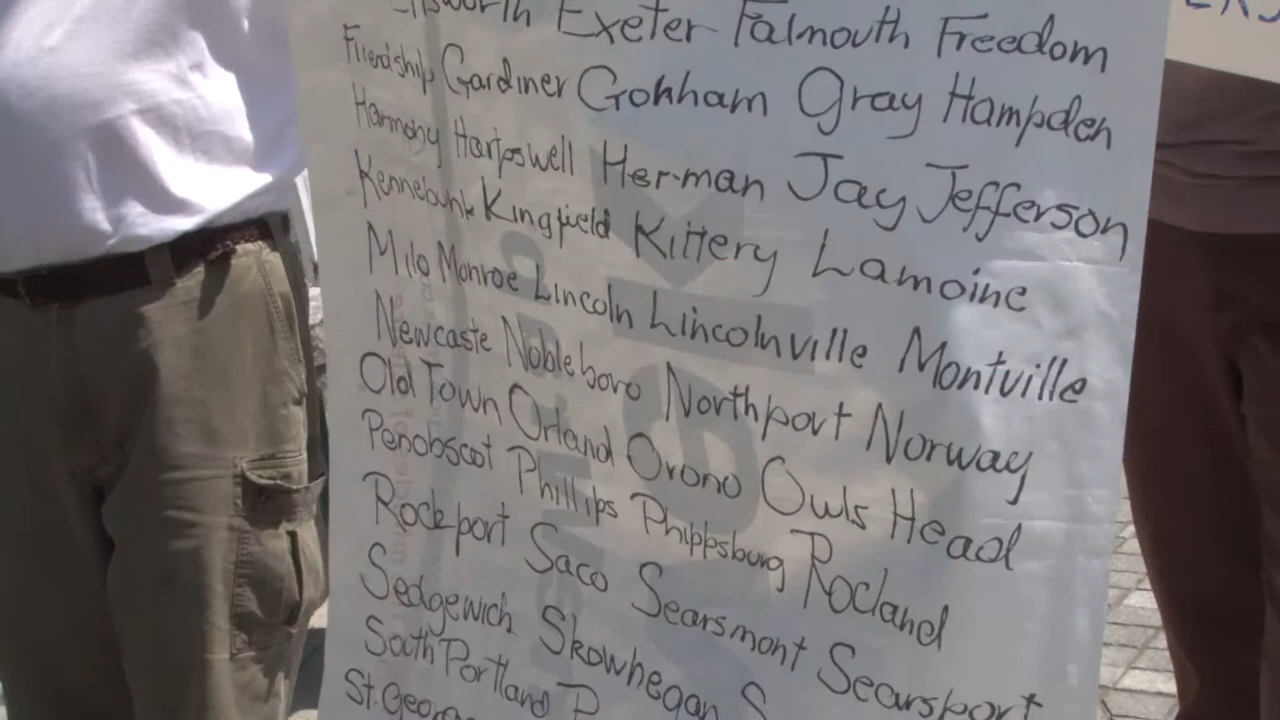 Exeter Falmouth Freedom
Friendship Gardiner Gohham Gray Hampden
Harmony Harpswell Herman Jay Jefferson
Kennebunk Kingfield Kittery Lamoine
Milo Monroe Lincoln Lincolnville Montville
Newcastle Nobleboro Northport Norway
Old Town Orland Orono Owls Head
Penobscot Phillips Phippsburg Rocland
Rockport Saco Searsmont Searsport
Sedgewich Skowhegan
South Portland